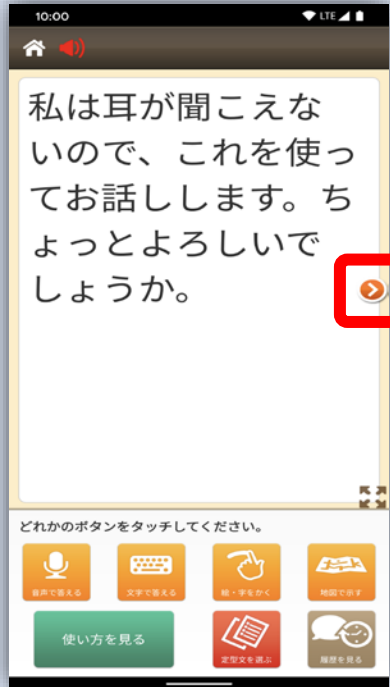 10:00
LTE
私は耳が聞こえな
いので、これを使っ
てお話しします。ち
ょっとよろしいで
しょうか。
どれかのボタンをタッチしてください。
音声で答える
文字で答える
絵・字をかく
地図で示す
使い方を見る
定型文を選ぶ
履歴を見る